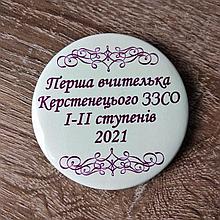 Перша вчителька
Керстенецього ЗЗСО
І-ІІ ступенів
2021